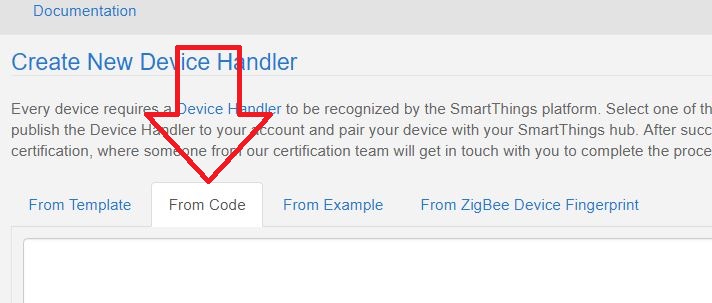 Documentation
Create New Device Handler
Every device requires a Device Handler to be recognized by the SmartThings platform. Select one of th
publish the Device Handler to your account and pair your device with your SmartThings hub. After succ
certification, where someone from our certification team will get in touch with you to complete the proce
From Template From Code From Example From ZigBee Device Fingerprint